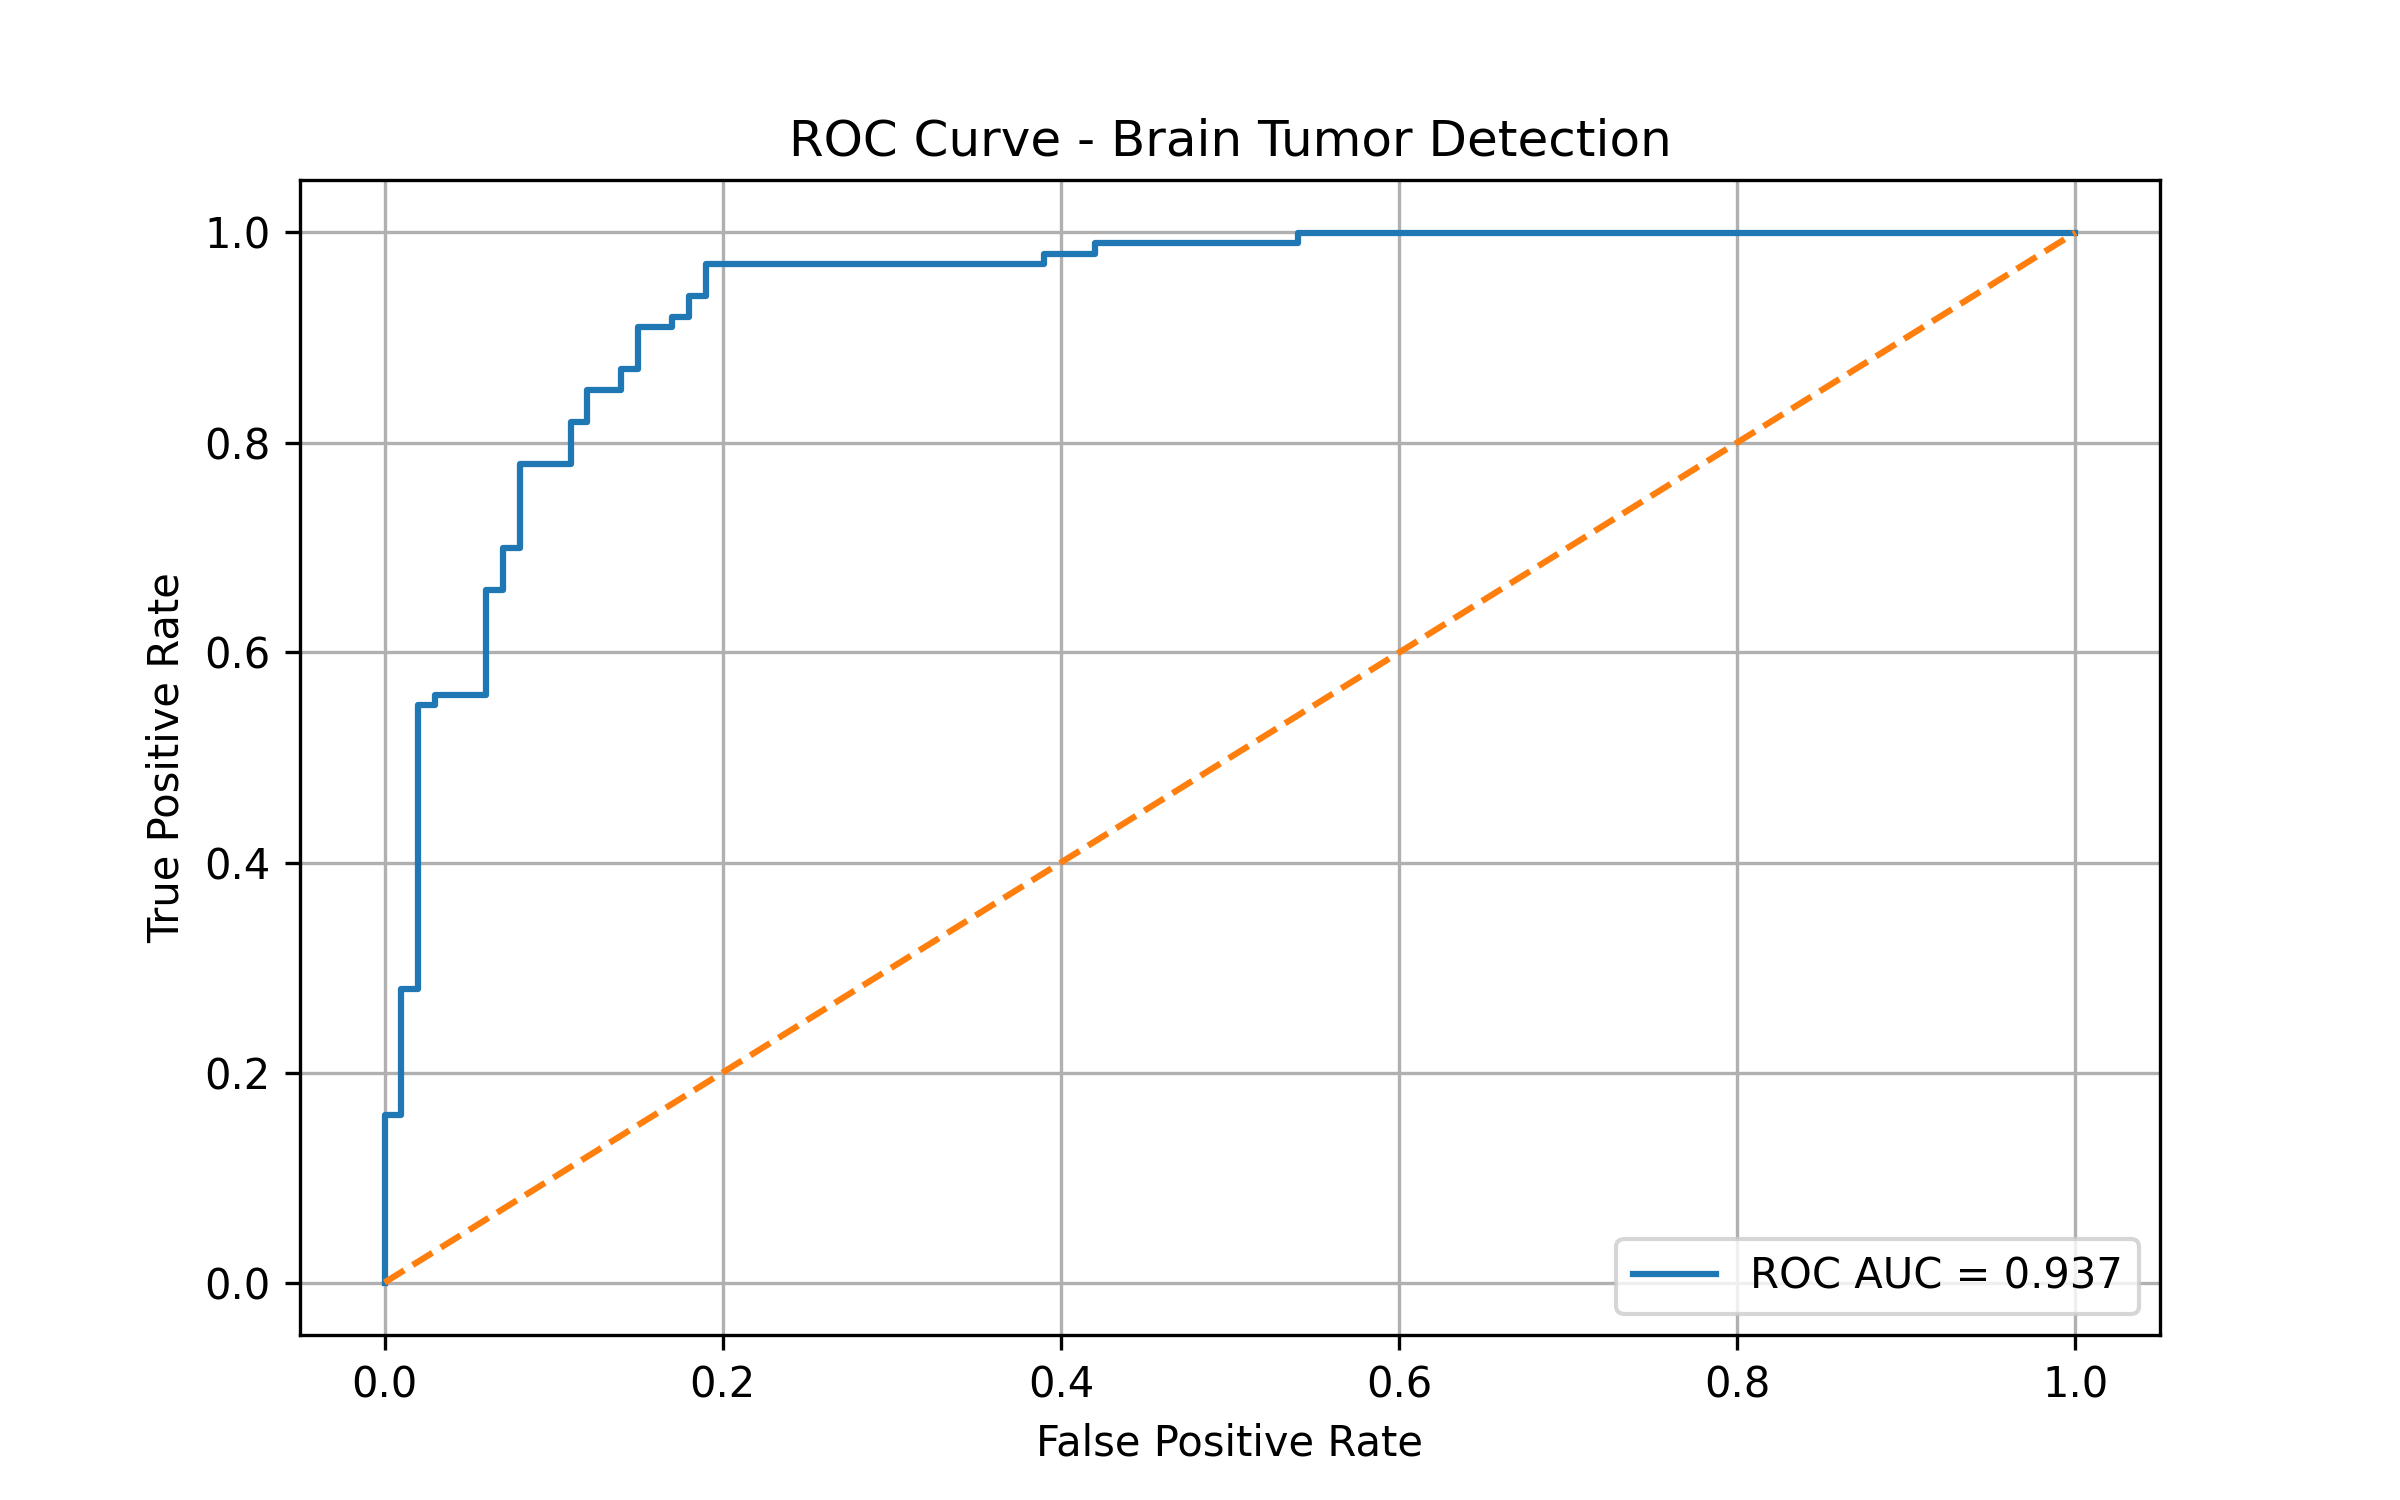 ROC Curve - Brain Tumor Detection
True Positive Rate
1.0
0.8
0.6
0.4
0.2
0.0
ROC AUC = 0.937
0.0 0.2 0.4 0.6 0.8 1.0
False Positive Rate